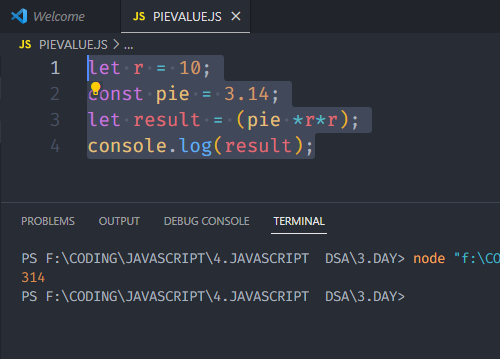 Welcome JS PIEVALUE.JS ×
JS PIEVALUE.JS > ...
1 let r = 10;
2 const pie = 3.14;
3 let result = (pie *r*r);
4 console.log(result);
PROBLEMS OUTPUT DEBUG CONSOLE TERMINAL
PS F:\CODING\JAVASCRIPT\4.JAVASCRIPT  DSA\3.DAY> node "f:\CO
314
PS F:\CODING\JAVASCRIPT\4.JAVASCRIPT  DSA\3.DAY>